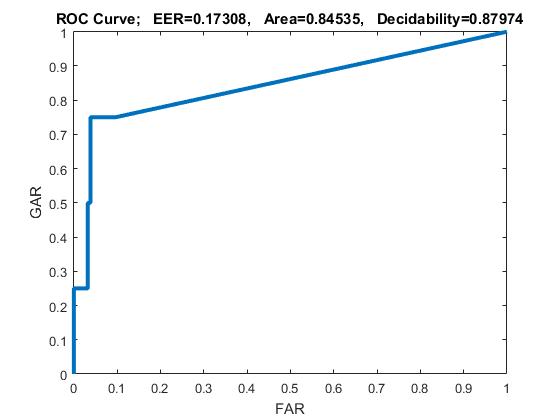 ROC Curve;   EER=0.17308,   Area=0.84535,   Decidability=0.87974
1
0.9
0.8
0.7
0.6
0.5
0.4
0.3
0.2
0.1
0
GAR
0 0.1 0.2 0.3 0.4 0.5 0.6 0.7 0.8 0.9 1
FAR